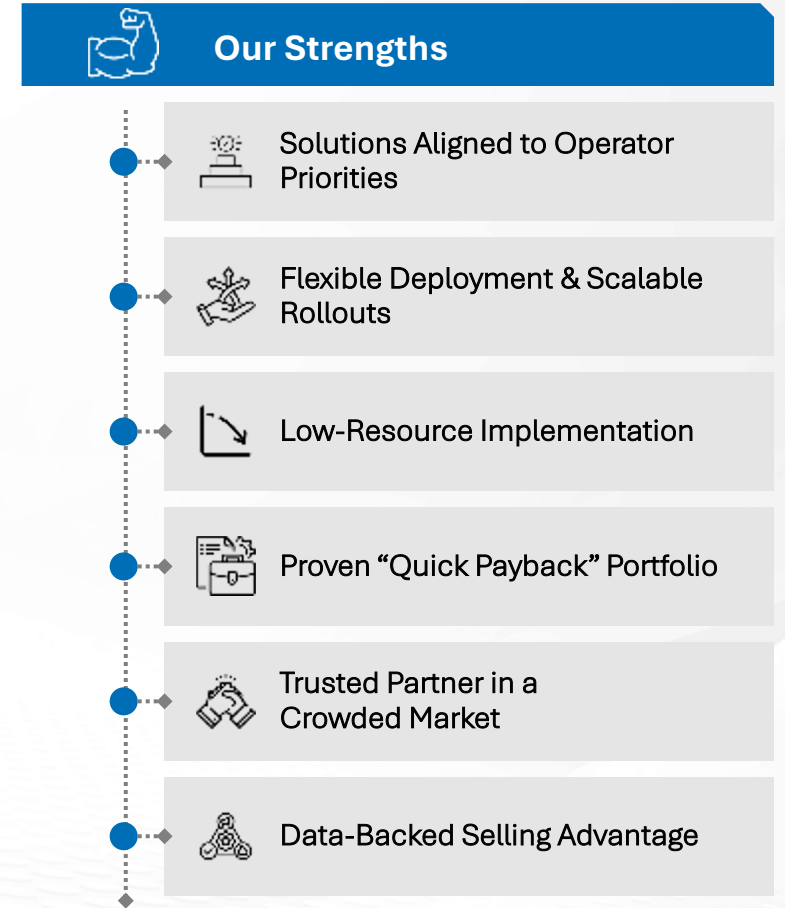 Our Strengths
Solutions Aligned to Operator
Priorities
Flexible Deployment & Scalable
Rollouts
Low-Resource Implementation
Proven “Quick Payback” Portfolio
Trusted Partner in a
Crowded Market
Data-Backed Selling Advantage